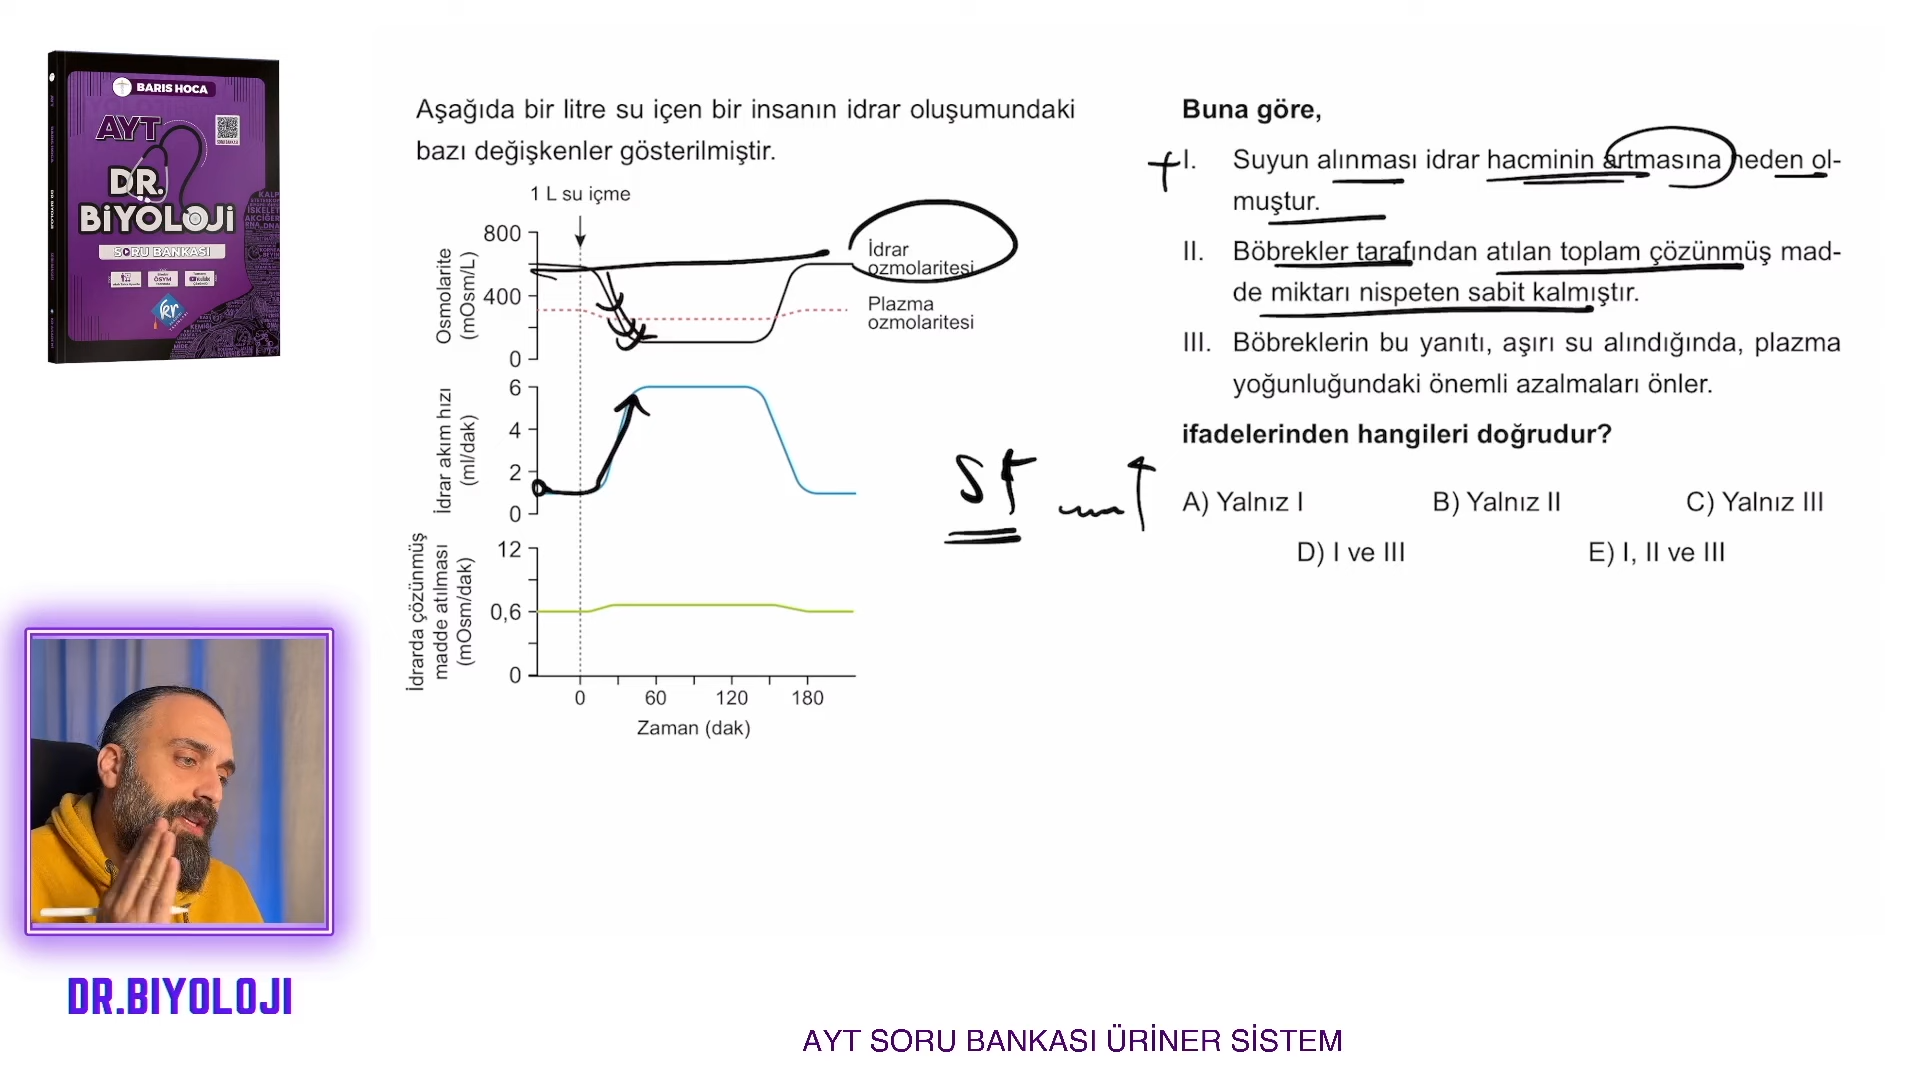 BARIS HOCA
AYT
DR.
BiYOLOJi
SORU BANKASI
Aşağıda bir litre su içen bir insanın idrar oluşumundaki
bazı değişkenler gösterilmiştir.
1 L su içme
Osmolarite
(mOsm/L)
800
400
0
İdrar
ozmolaritesi
Plazma
ozmolaritesi
İdrar akım hızı
(ml/dak)
6
4
2
0
İdrarda çözünmüş
madde atılması
(mOsm/dak)
12
0,6
0
0 60 120 180
Zaman (dak)
Buna göre,
I. Suyun alınması idrar hacminin artmasına neden ol-
muştur.
II. Böbrekler tarafından atılan toplam çözünmüş mad-
de miktarı nispeten sabit kalmıştır.
III. Böbreklerin bu yanıtı, aşırı su alındığında, plazma
yoğunluğundaki önemli azalmaları önler.
ifadelerinden hangileri doğrudur?
A) Yalnız I B) Yalnız II C) Yalnız III
D) I ve III E) I, II ve III
DR.BIYOLOJI
AYT SORU BANKASI ÜRİNER SİSTEM